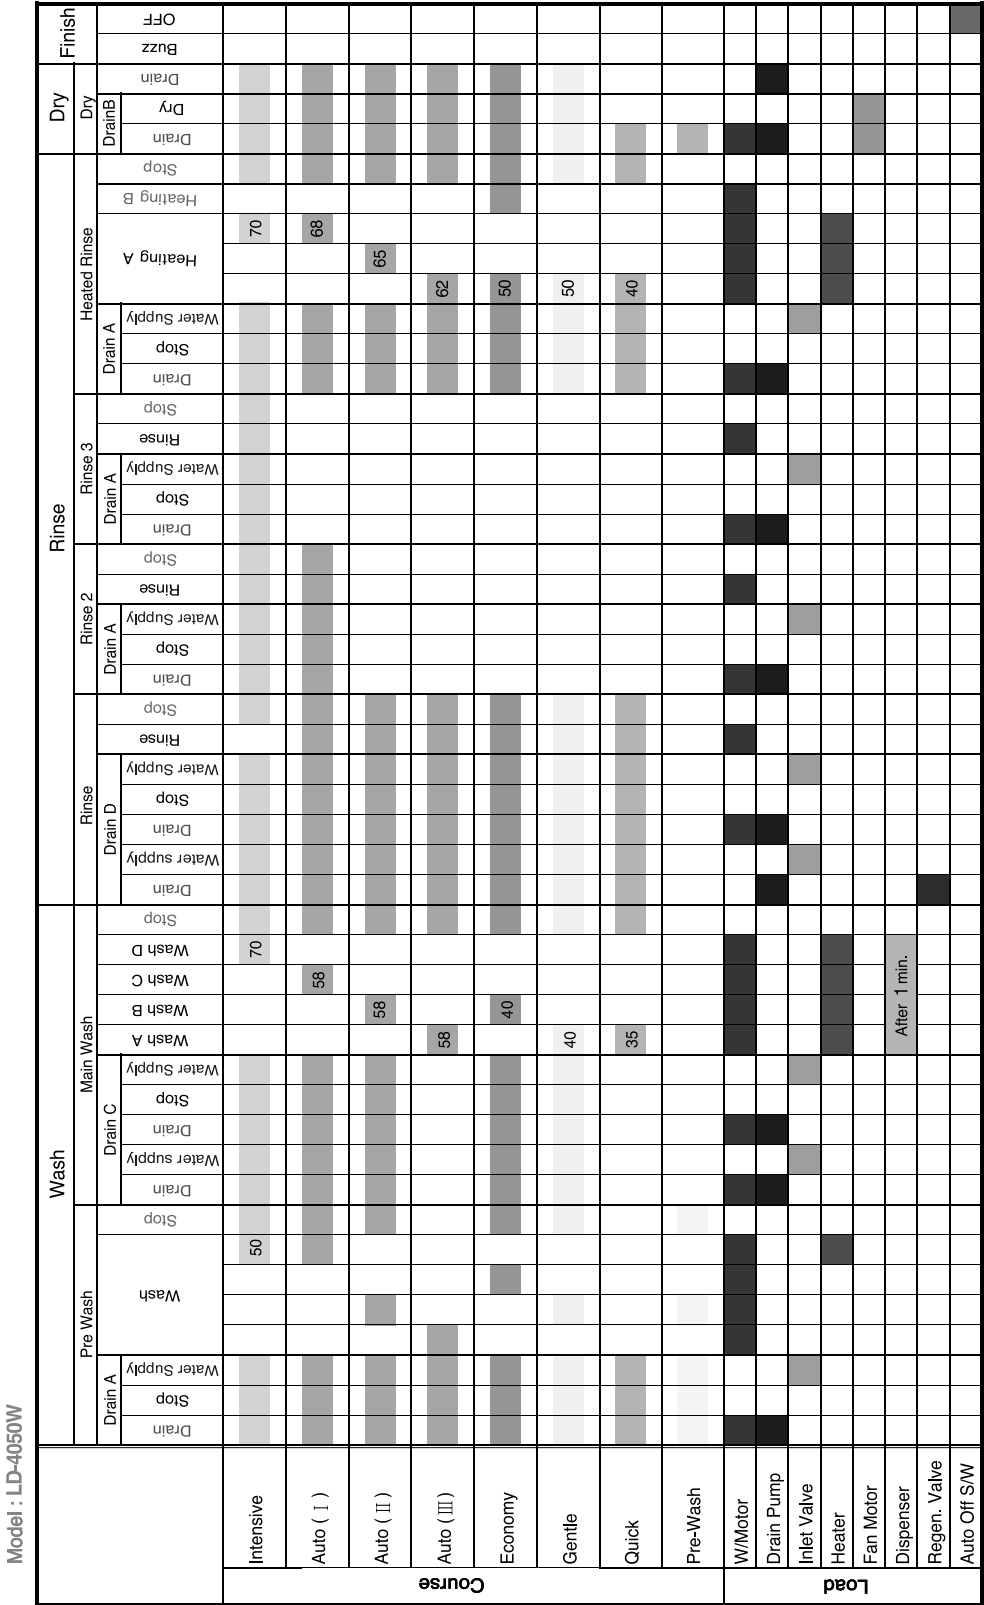 Model : LD-4050W
Wash
Rinse
Dry
Finish
Pre Wash
Main Wash
Rinse
Rinse 2
Rinse 3
Heated Rinse
Dry
Drain A
Drain C
Drain D
Drain A
Drain A
Drain A
DrainB
Drain
Stop
Water Supply
Wash
Stop
Drain
Water supply
Drain
Stop
Water Supply
Wash A
Wash B
Wash C
Wash D
Stop
Drain
Water supply
Drain
Stop
Water Supply
Rinse
Stop
Drain
Stop
Water Supply
Rinse
Stop
Drain
Stop
Water Supply
Rinse
Stop
Drain
Stop
Water Supply
Heating A
Heating B
Stop
Drain
Dry
Drain
Buzz
OFF
Course
Intensive
50
70
70
Auto ( Ⅰ )
58
68
Auto ( Ⅱ )
58
65
Auto ( Ⅲ )
58
62
Economy
40
50
Gentle
40
50
Quick
35
40
Pre-Wash
Load
W/Motor
Drain Pump
Inlet Valve
Heater
Fan Motor
Dispenser
After 1 min.
Regen. Valve
Auto Off S/W